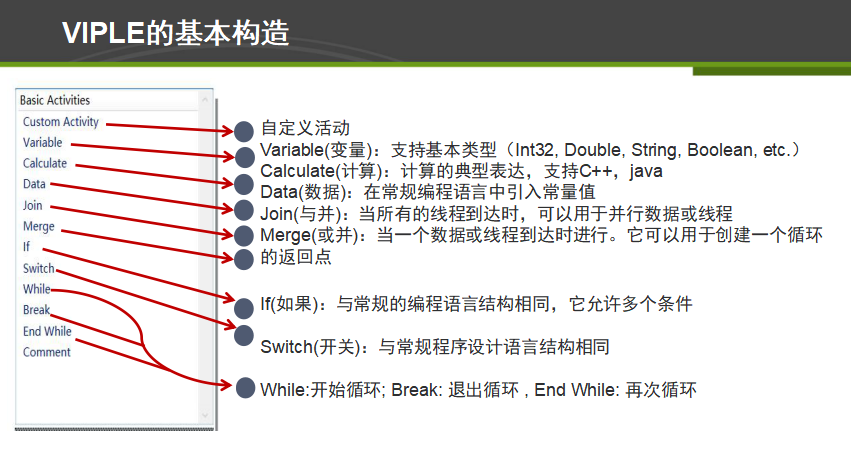 VIPLE的基本构造
Basic Activities
Custom Activity
Variable
Calculate
Data
Join
Merge
If
Switch
While
Break
End While
Comment
自定义活动
Variable(变量)：支持基本类型（Int32, Double, String, Boolean, etc.）
Calculate(计算)：计算的典型表达，支持C++，java
Data(数据)：在常规编程语言中引入常量值
Join(与并)：当所有的线程到达时，可以用于并行数据或线程
Merge(或并)：当一个数据或线程到达时进行。它可以用于创建一个循环
的返回点
If(如果)：与常规的编程语言结构相同，它允许多个条件
Switch(开关)：与常规程序设计语言结构相同
While:开始循环; Break: 退出循环 , End While: 再次循环